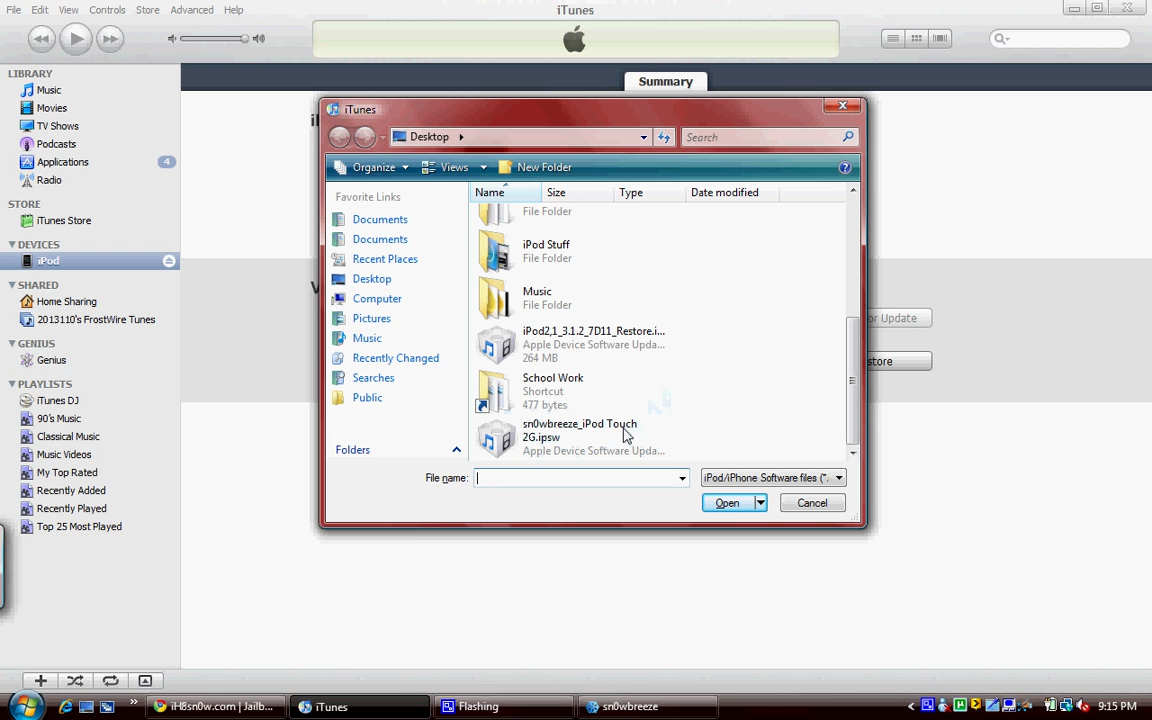 File Edit View Controls Store Advanced Help
iTunes
LIBRARY
Music
Movies
TV Shows
Podcasts
Applications 4
Radio
STORE
iTunes Store
DEVICES
iPod
SHARED
Home Sharing
2013110's FrostWire Tunes
GENIUS
Genius
PLAYLISTS
iTunes DJ
90's Music
Classical Music
Music Videos
My Top Rated
Recently Added
Recently Played
Top 25 Most Played
Summary
iTunes
Desktop
Search
Organize Views New Folder
Favorite Links
Documents
Documents
Recent Places
Desktop
Computer
Pictures
Music
Recently Changed
Searches
Public
Folders
Name Size Type Date modified
File Folder
iPod Stuff
File Folder
Music
File Folder
iPod2,1_3.1.2_7D11_Restore.i...
Apple Device Software Upda...
264 MB
School Work
Shortcut
477 bytes
sn0wbreeze_iPod Touch
2G.ipsw
Apple Device Software Upda...
File name:
iPod/iPhone Software files (*.
Open Cancel
or Update
store
iH8sn0w.com | Jailb... iTunes Flashing sn0wbreeze 9:15 PM